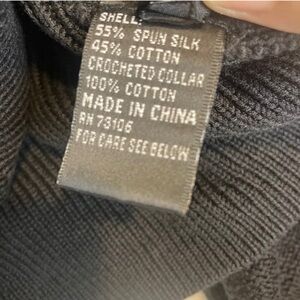 SHELL:
55% SPUN SILK
45% COTTON
CROCHETED COLLAR
100% COTTON
MADE IN CHINA
RN 73106
FOR CARE SEE BELOW